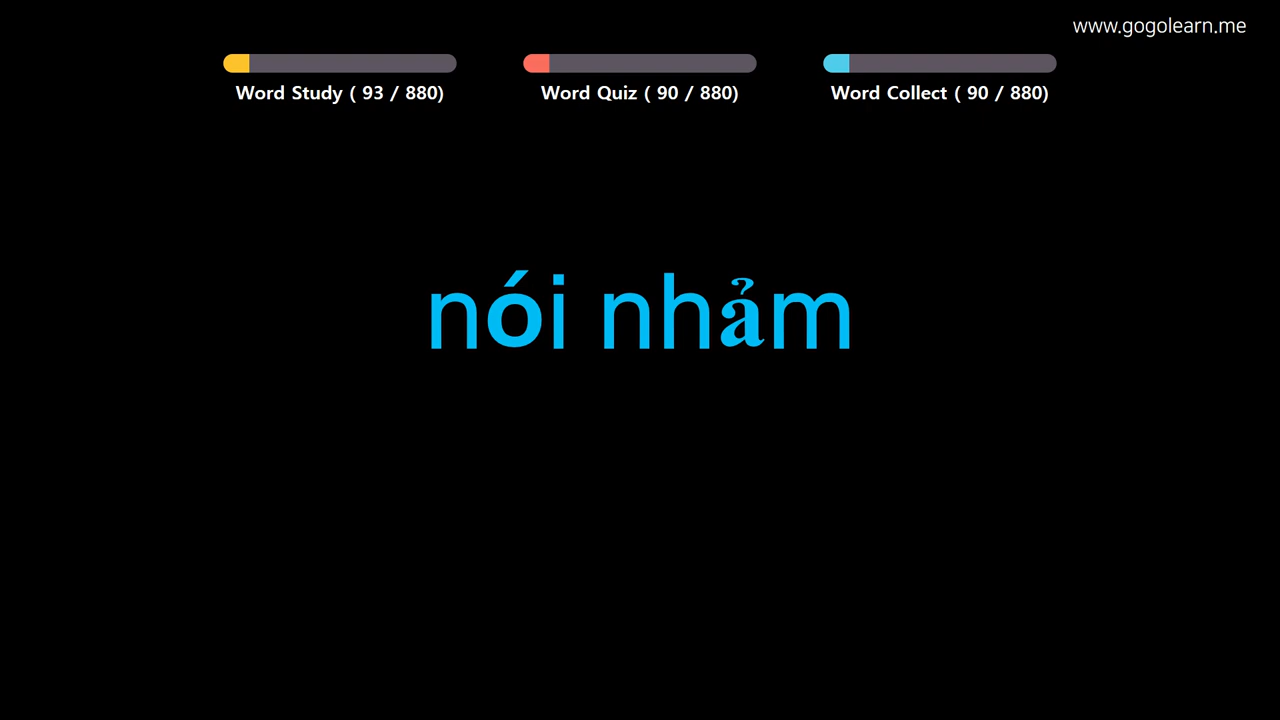 www.gogolearn.me
Word Study ( 93 / 880)
Word Quiz ( 90 / 880)
Word Collect ( 90 / 880)
nói nhảm